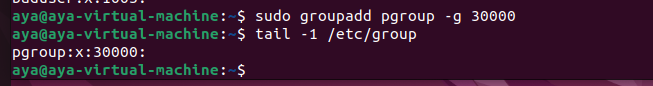 aya@aya-virtual-machine:~$ sudo groupadd pgroup -g 30000
aya@aya-virtual-machine:~$ tail -1 /etc/group
pgroup:x:30000:
aya@aya-virtual-machine:~$